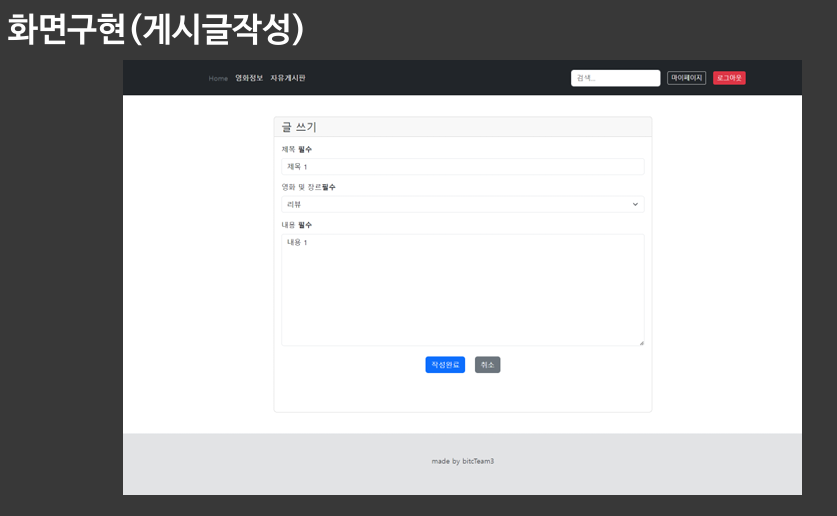 화면구현(게시글작성)
Home 영화정보 자유게시판 검색... 마이페이지 로그아웃
글 쓰기
제목 필수
제목 1
영화 및 장르필수
리뷰
내용 필수
내용 1
작성완료 취소
made by bitcTeam3